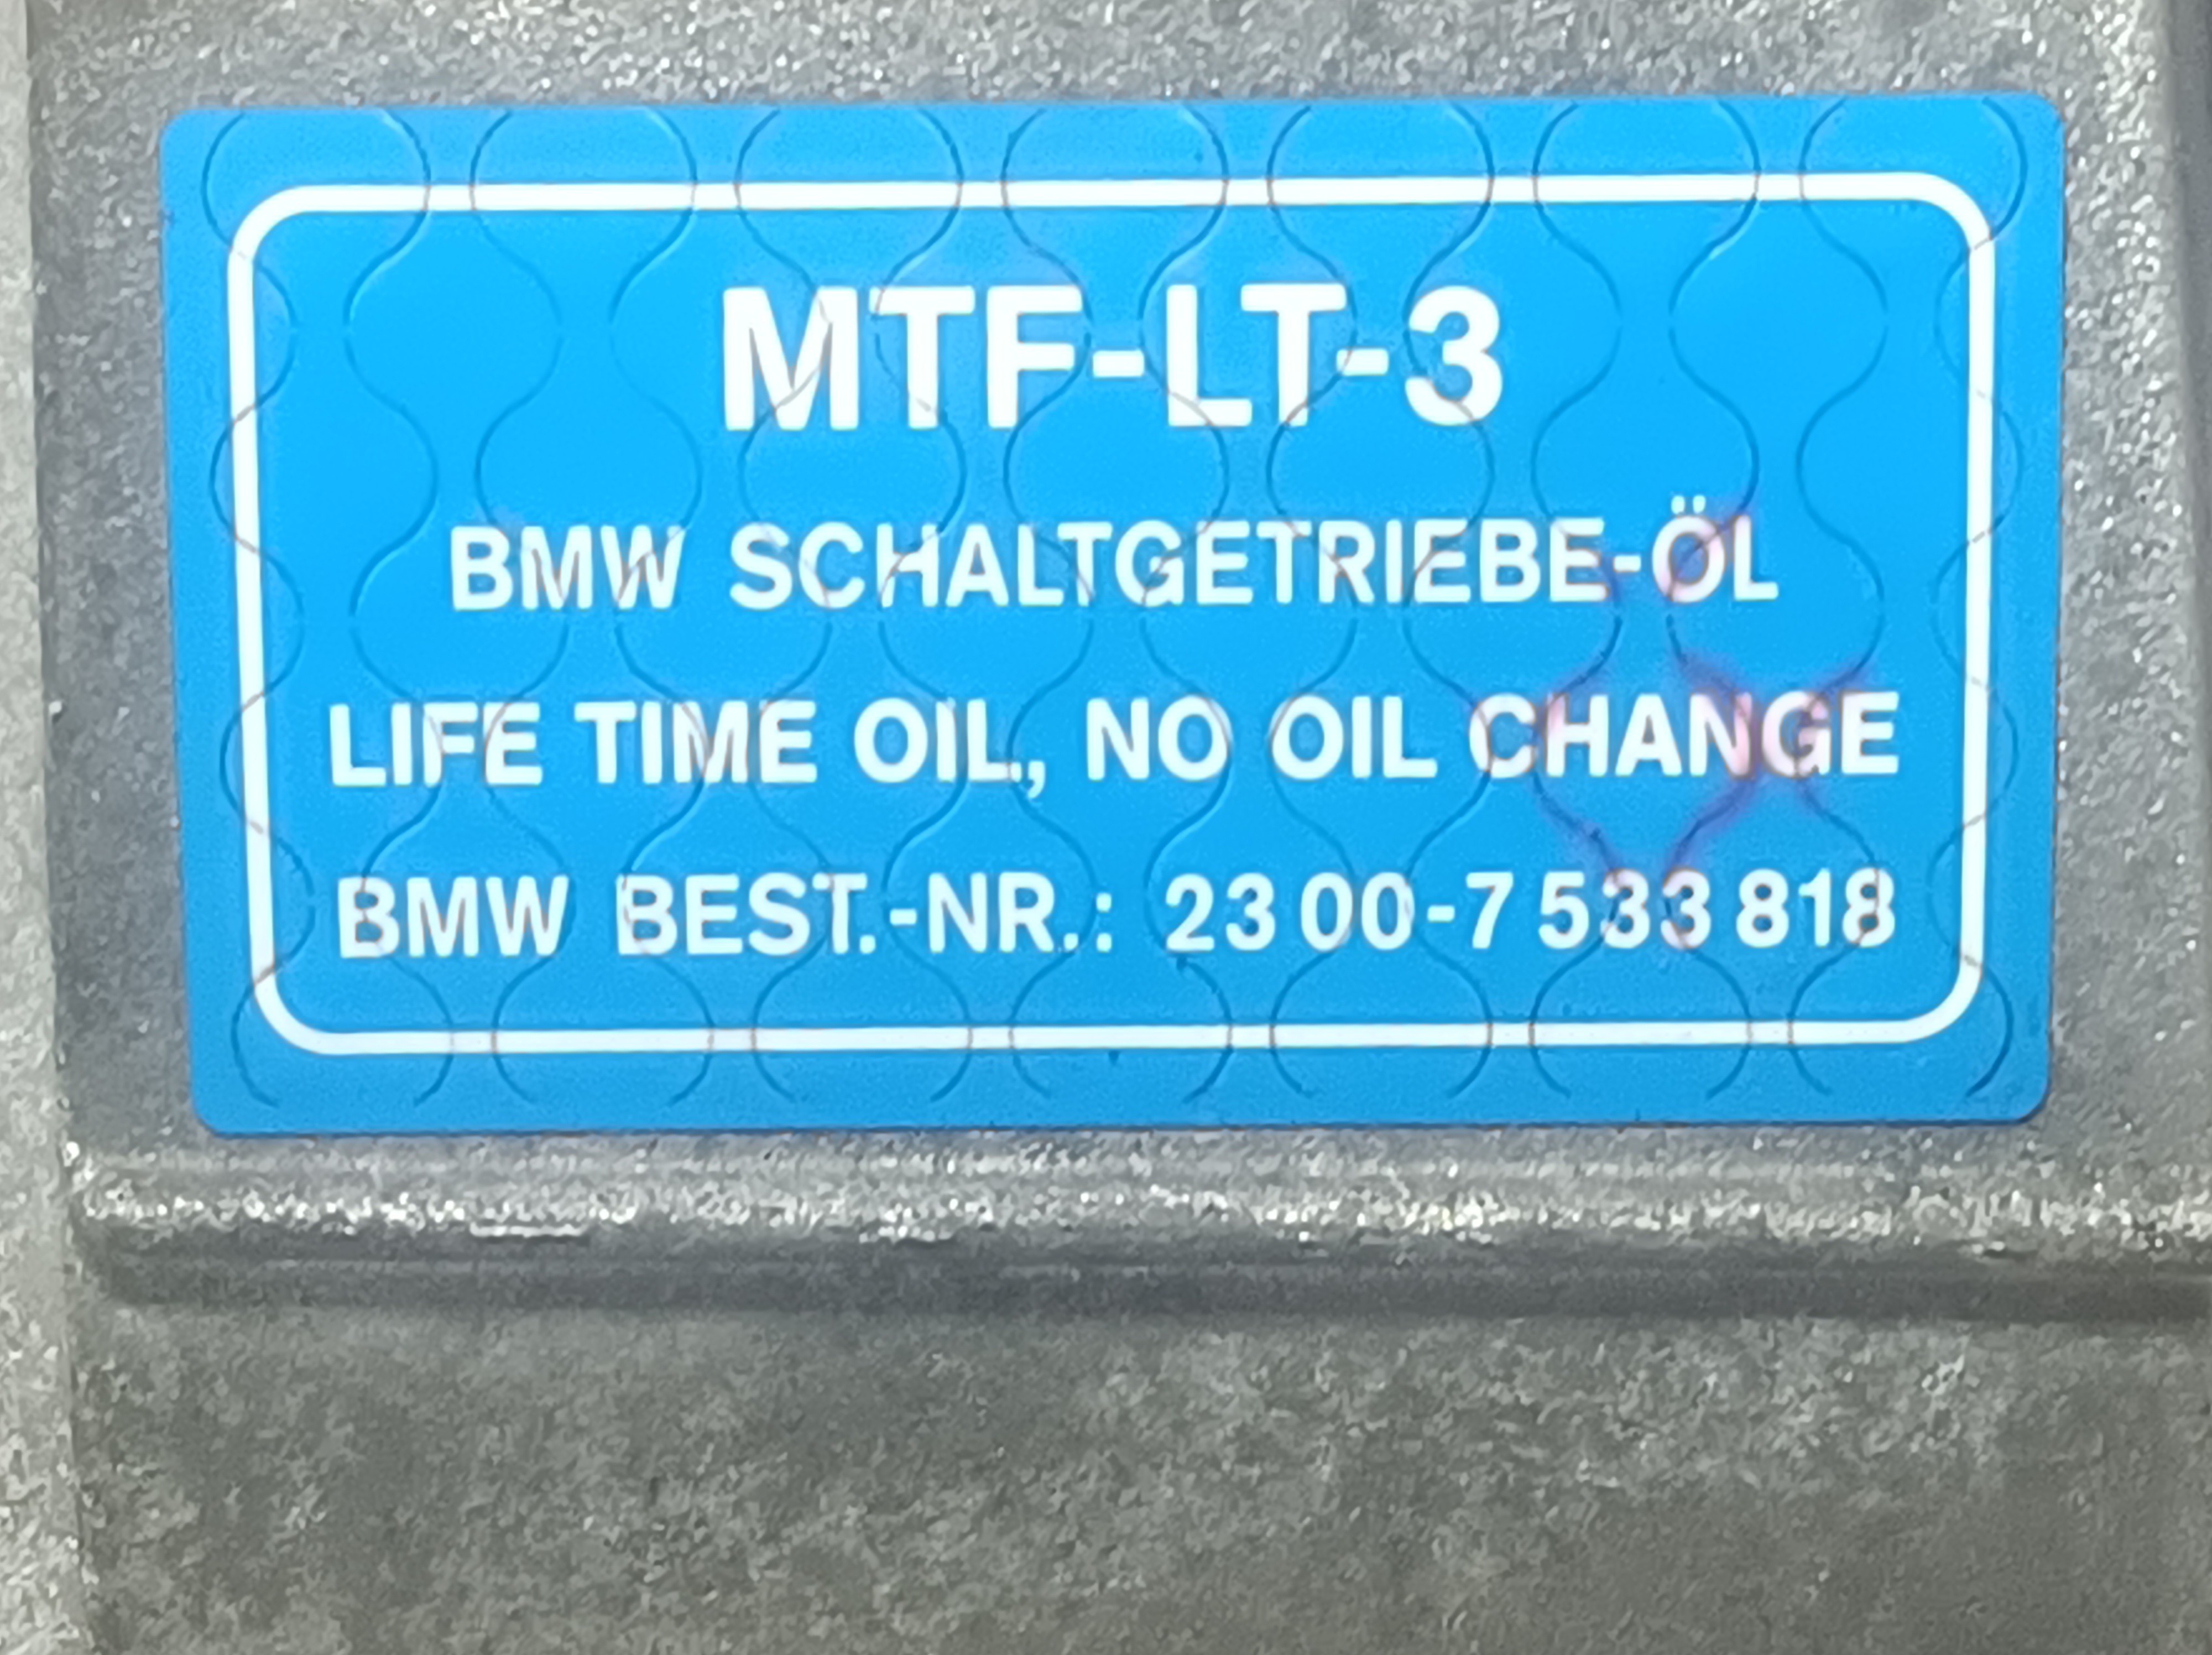 MTF-LT-3
BMW SCHALTGETRIEBE-ÖL
LIFE TIME OIL, NO OIL CHANGE
BMW BEST.-NR.: 23 00-7 533 818